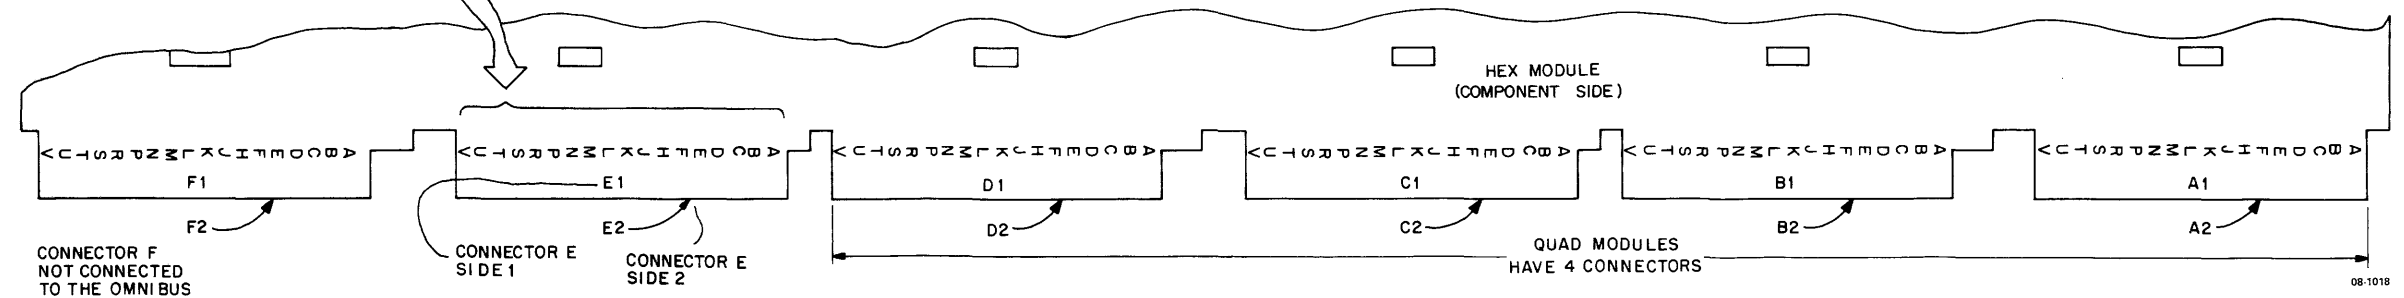 HEX MODULE
(COMPONENT SIDE)
V U T S R P N M L K J H F E D C B A
V U T S R P N M L K J H F E D C B A
V U T S R P N M L K J H F E D C B A
V U T S R P N M L K J H F E D C B A
V U T S R P N M L K J H F E D C B A
V U T S R P N M L K J H F E D C B A
F1
E1
D1
C1
B1
A1
F2
E2
D2
C2
B2
A2
CONNECTOR F
NOT CONNECTED
TO THE OMNIBUS
CONNECTOR E
SIDE 1
CONNECTOR E
SIDE 2
QUAD MODULES
HAVE 4 CONNECTORS
08-1018